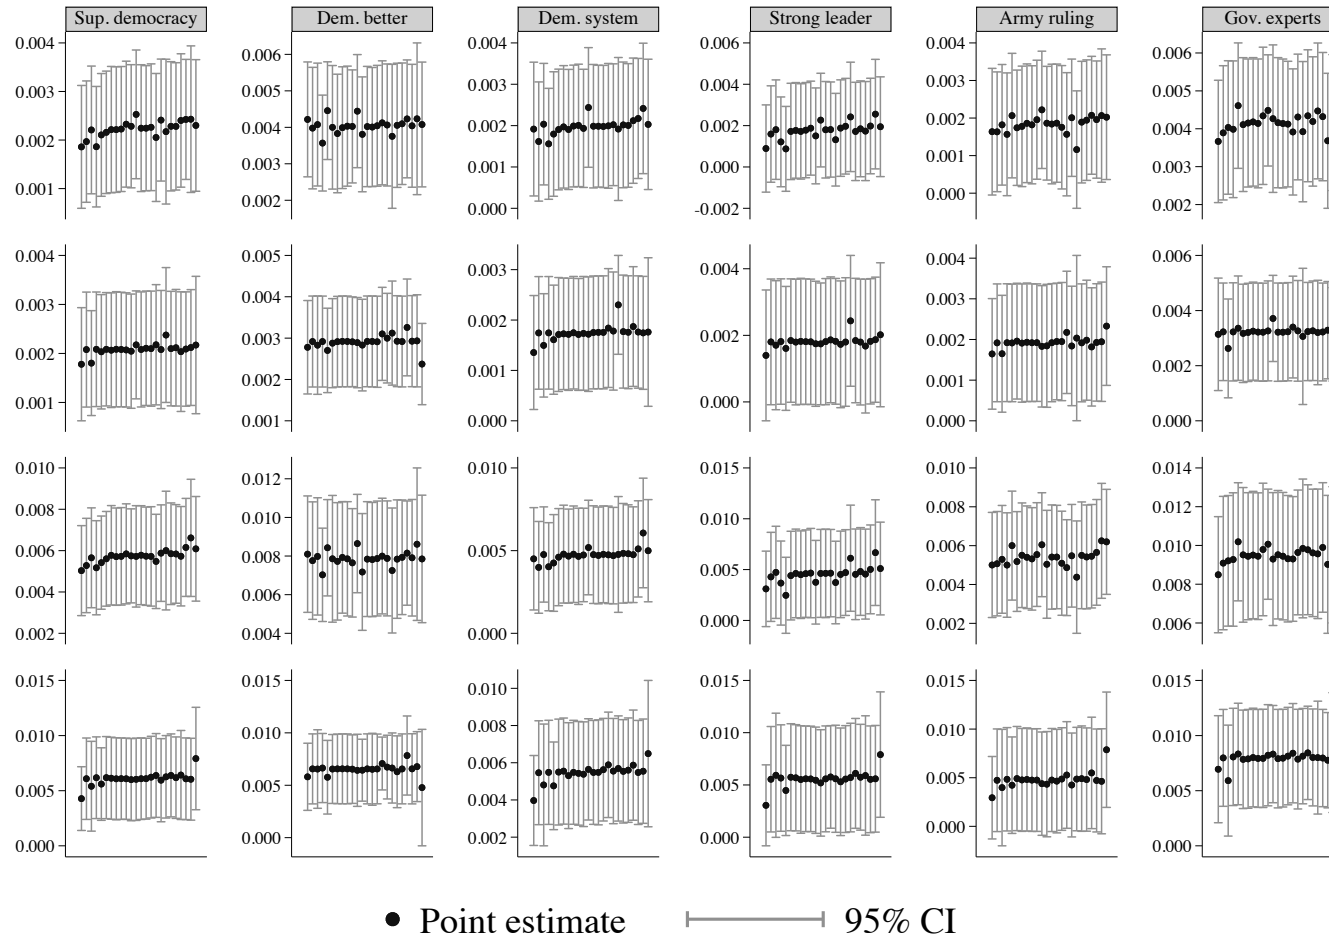 Sup. democracy Dem. better Dem. system Strong leader Army ruling Gov. experts
0.004 0.006 0.004 0.006 0.004 0.006
0.003 0.005 0.003 0.004 0.003 0.005
0.002 0.004 0.002 0.002 0.002 0.004
0.001 0.003 0.001 0.000 0.001 0.003
0.002 0.000 -0.002 0.000 0.002
0.004 0.005 0.003 0.004 0.004 0.006
0.003 0.004 0.002 0.002 0.003 0.004
0.002 0.003 0.001 0.000 0.002 0.002
0.001 0.002 0.000 0.001 0.000
0.001 0.000
0.010 0.012 0.010 0.015 0.010 0.014
0.008 0.010 0.005 0.010 0.008 0.012
0.006 0.008 0.000 0.005 0.006 0.010
0.004 0.006 0.000 0.004 0.008
0.002 0.004 0.002 0.006
0.015 0.015 0.010 0.015 0.015 0.015
0.010 0.010 0.008 0.010 0.010 0.010
0.005 0.005 0.006 0.005 0.005 0.005
0.000 0.000 0.004 0.000 0.000 0.000
0.002
Point estimate 95% CI